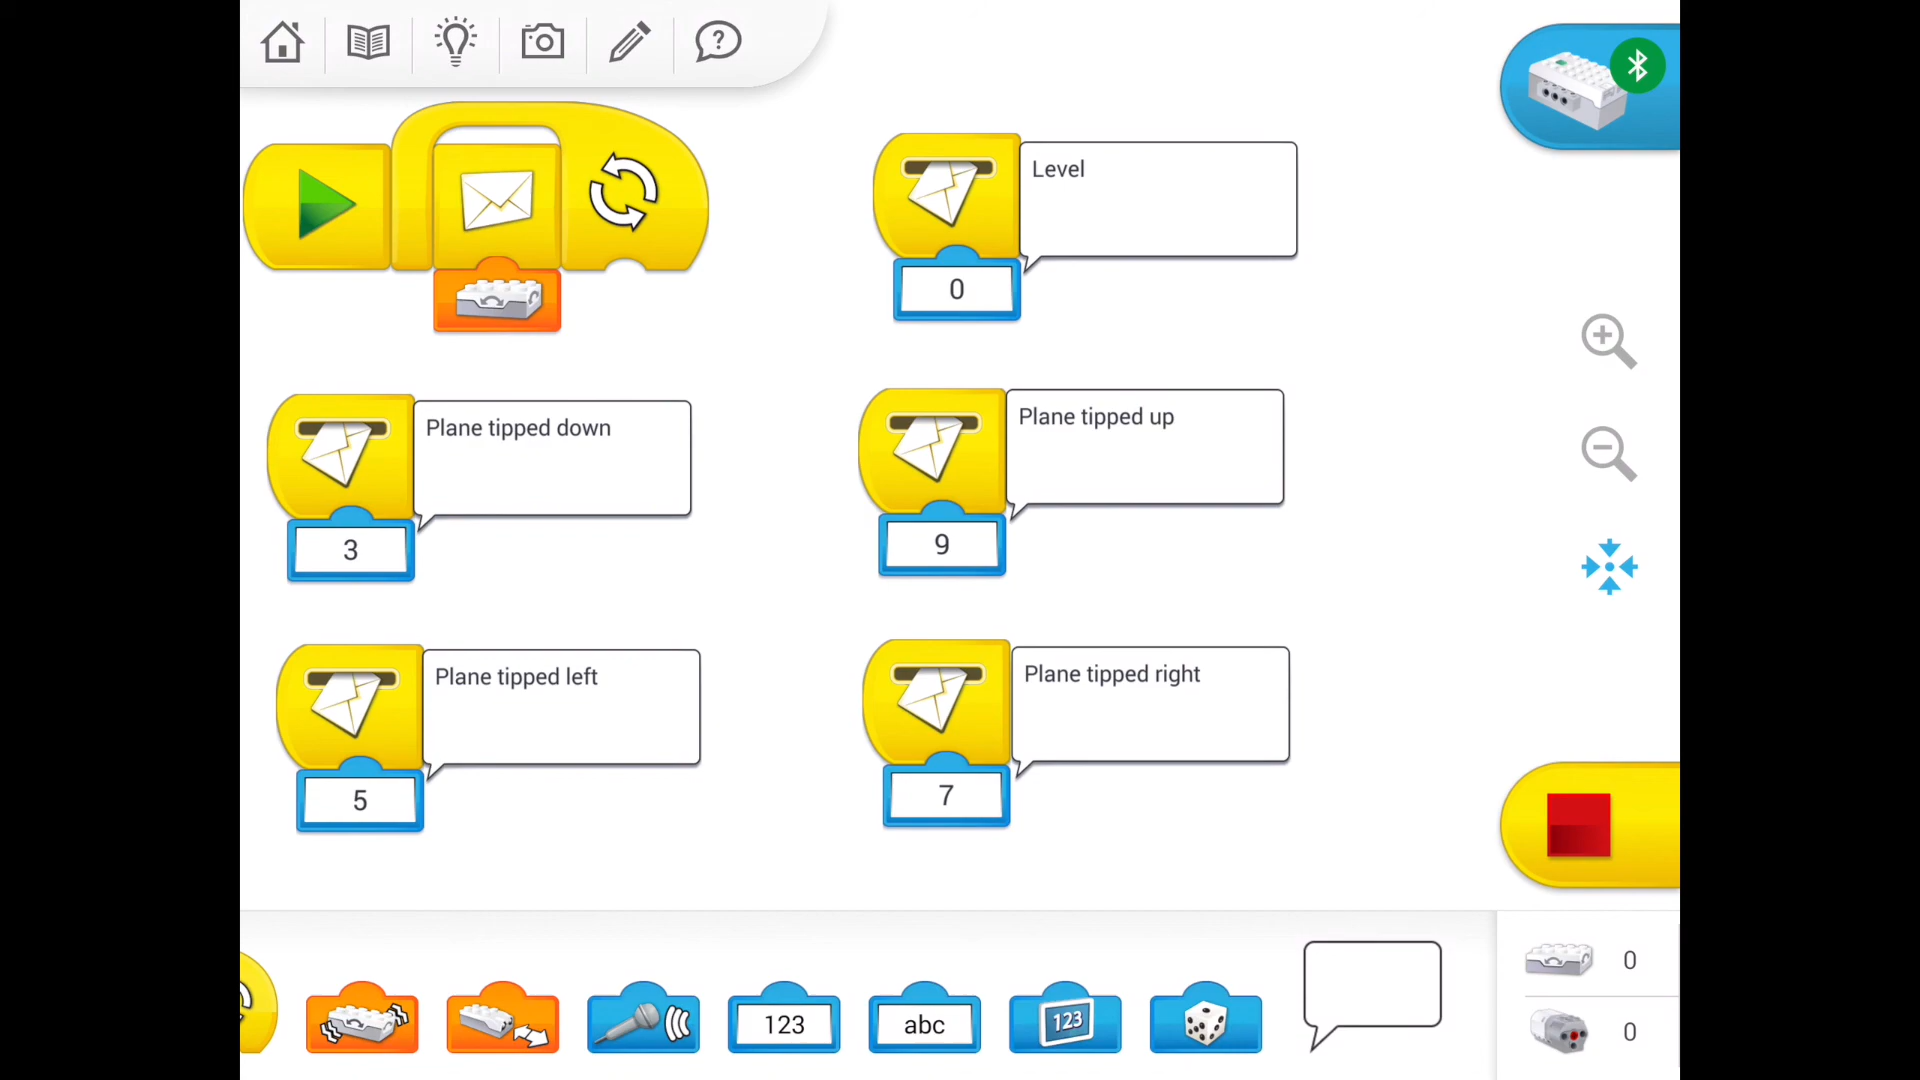 Level
0
Plane tipped down
3
Plane tipped up
9
Plane tipped left
5
Plane tipped right
7
123
abc
123
0
0